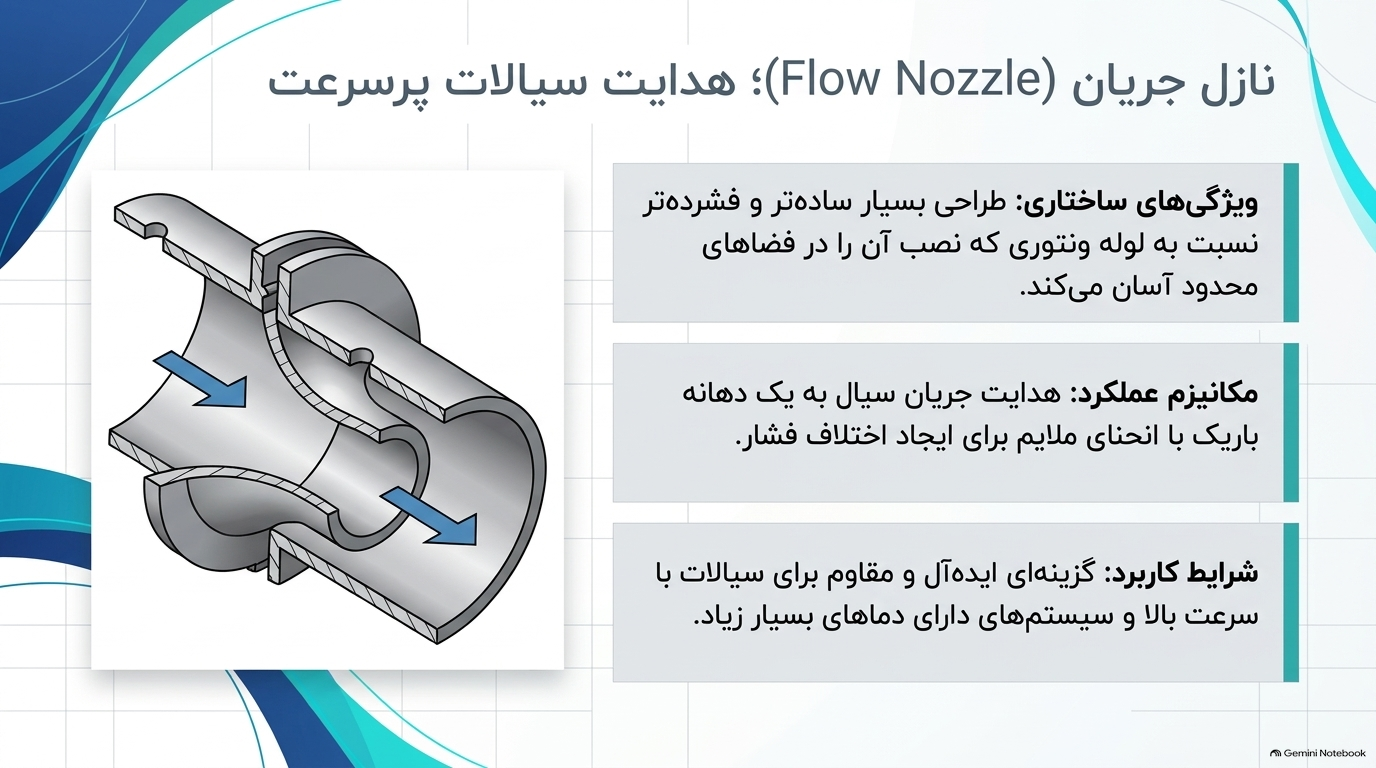 نازل جریان (Flow Nozzle)؛ هدایت سیالات پرسرعت
ویژگی‌های ساختاری: طراحی بسیار ساده‌تر و فشرده‌تر
نسبت به لوله ونتوری که نصب آن را در فضاهای
محدود آسان می‌کند.
مکانیزم عملکرد: هدایت جریان سیال به یک دهانه
باریک با انحنای ملایم برای ایجاد اختلاف فشار.
شرایط کاربرد: گزینه‌ای ایده‌آل و مقاوم برای سیالات با
سرعت بالا و سیستم‌های دارای دماهای بسیار زیاد.
Gemini Notebook